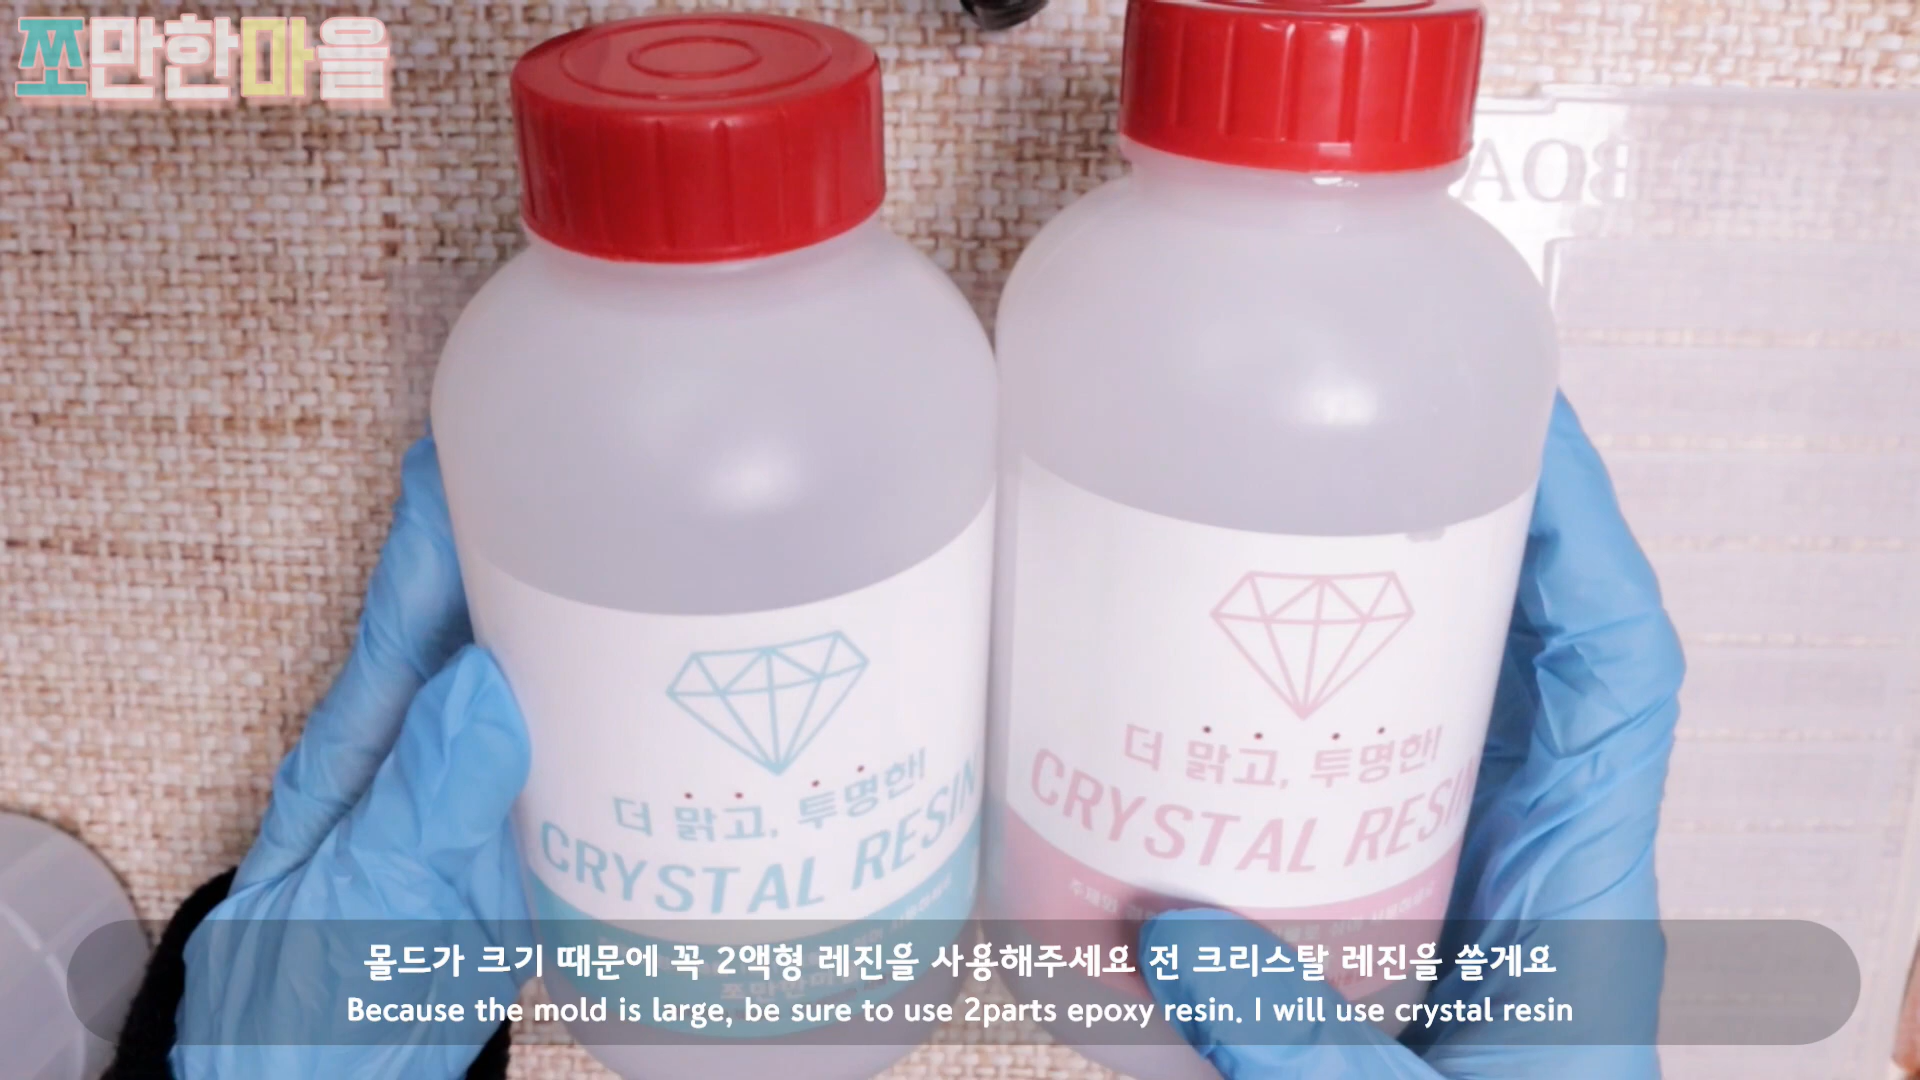 쪼만한마을
BOA
더 맑고, 투명한!
CRYSTAL RESIN
더 맑고, 투명한!
CRYSTAL RESIN
몰드가 크기 때문에 꼭 2액형 레진을 사용해주세요 전 크리스탈 레진을 쓸게요
Because the mold is large, be sure to use 2parts epoxy resin. I will use crystal resin